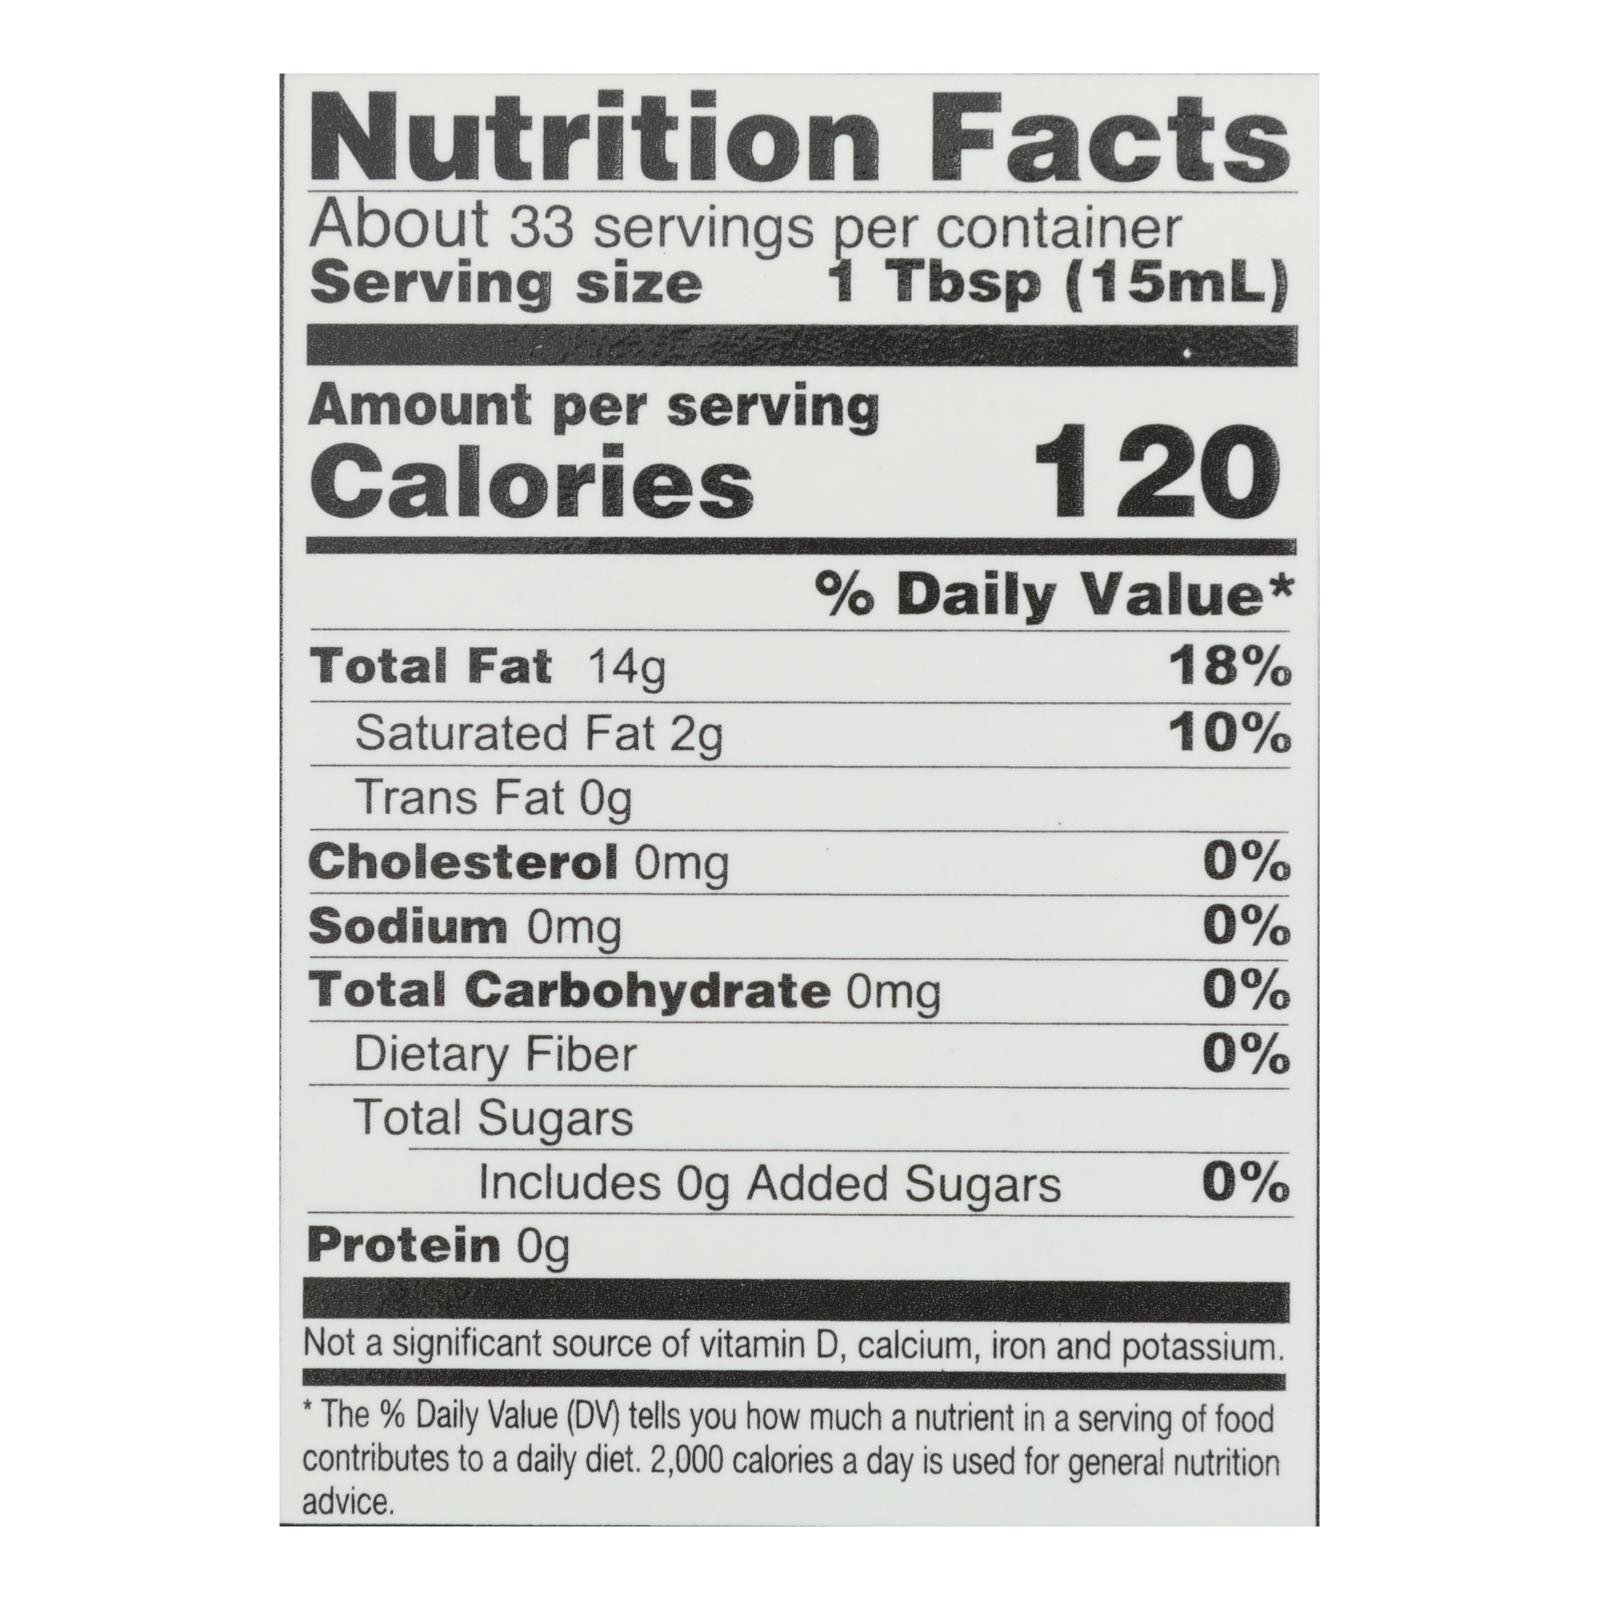 Nutrition Facts
About 33 servings per container
Serving size 1 Tbsp (15mL)
Amount per serving
Calories 120
% Daily Value*
Total Fat 14g 18%
Saturated Fat 2g 10%
Trans Fat 0g
Cholesterol 0mg 0%
Sodium 0mg 0%
Total Carbohydrate 0mg 0%
Dietary Fiber 0%
Total Sugars
Includes 0g Added Sugars 0%
Protein 0g
Not a significant source of vitamin D, calcium, iron and potassium.
* The % Daily Value (DV) tells you how much a nutrient in a serving of food
contributes to a daily diet. 2,000 calories a day is used for general nutrition
advice.